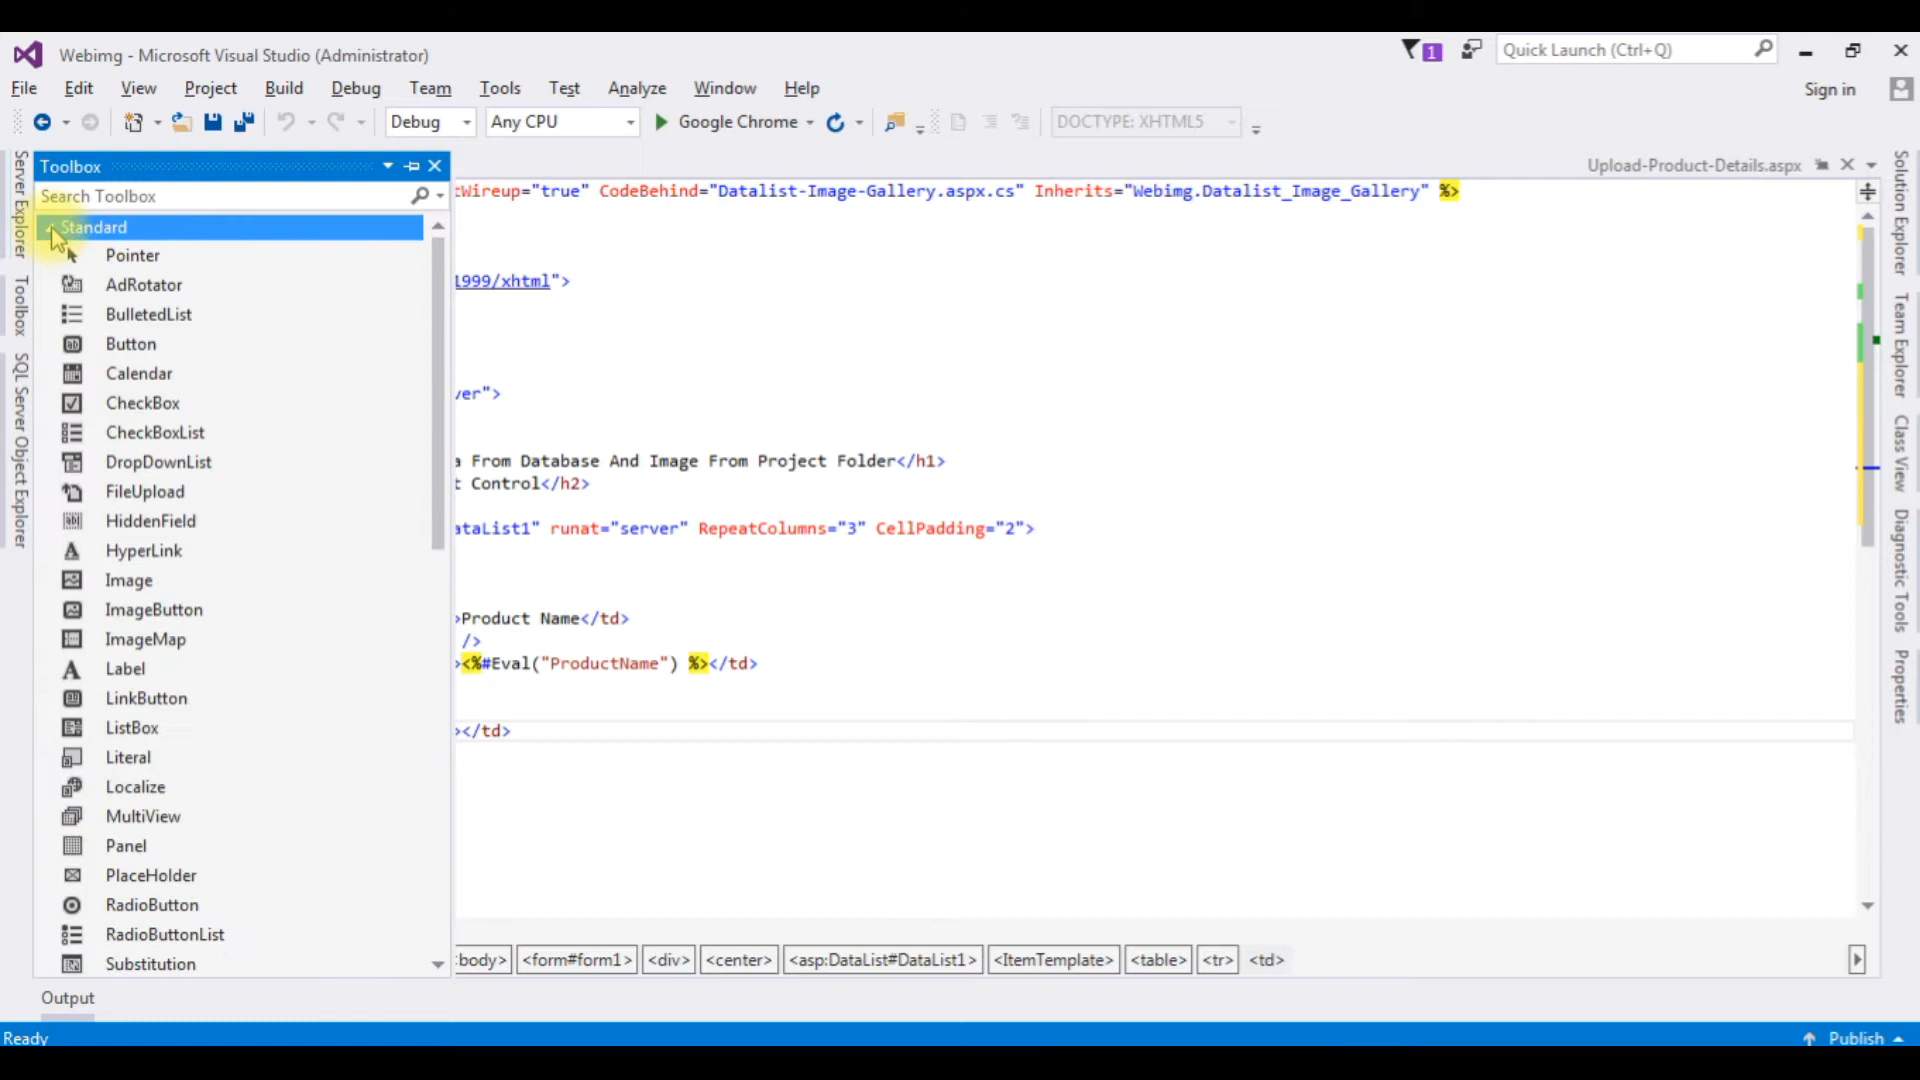 Webimg - Microsoft Visual Studio (Administrator)
1
Quick Launch (Ctrl+Q)
File Edit View Project Build Debug Team Tools Test Analyze Window Help
Sign in
Debug Any CPU Google Chrome DOCTYPE: XHTML5
Toolbox
Upload-Product-Details.aspx
Search Toolbox
Standard
Pointer
AdRotator
BulletedList
Button
Calendar
CheckBox
CheckBoxList
DropDownList
FileUpload
HiddenField
HyperLink
Image
ImageButton
ImageMap
Label
LinkButton
ListBox
Literal
Localize
MultiView
Panel
PlaceHolder
RadioButton
RadioButtonList
Substitution
Server Explorer
Toolbox
SQL Server Object Explorer
tWireup="true" CodeBehind="Datalist-Image-Gallery.aspx.cs" Inherits="Webimg.Datalist_Image_Gallery" %>
1999/xhtml">
ver">
a From Database And Image From Project Folder</h1>
t Control</h2>
ataList1" runat="server" RepeatColumns="3" CellPadding="2">
>Product Name</td>
/>
><%#Eval("ProductName") %></td>
></td>
body> <form#form1> <div> <center> <asp:DataList#DataList1> <ItemTemplate> <table> <tr> <td>
Solution Explorer
Team Explorer
Class View
Diagnostic Tools
Properties
Output
Ready
Publish